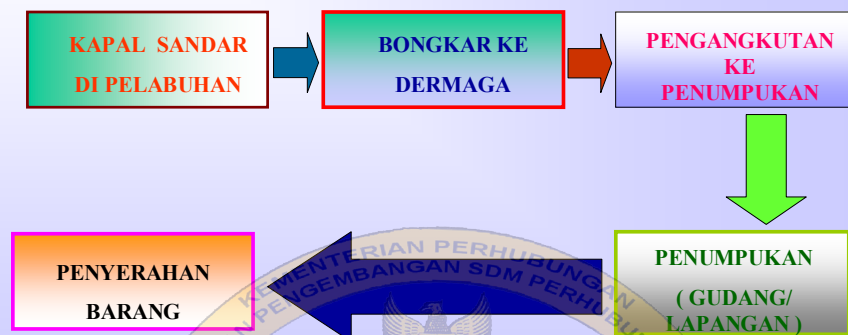 KAPAL SANDAR
DI PELABUHAN
BONGKAR KE
DERMAGA
PENGANGKUTAN
KE
PENUMPUKAN
PENUMPUKAN
( GUDANG/
LAPANGAN )
PENYERAHAN
BARANG
KEMENTERIAN PERHUBUNGAN
PENGEMBANGAN SDM PERHUBU